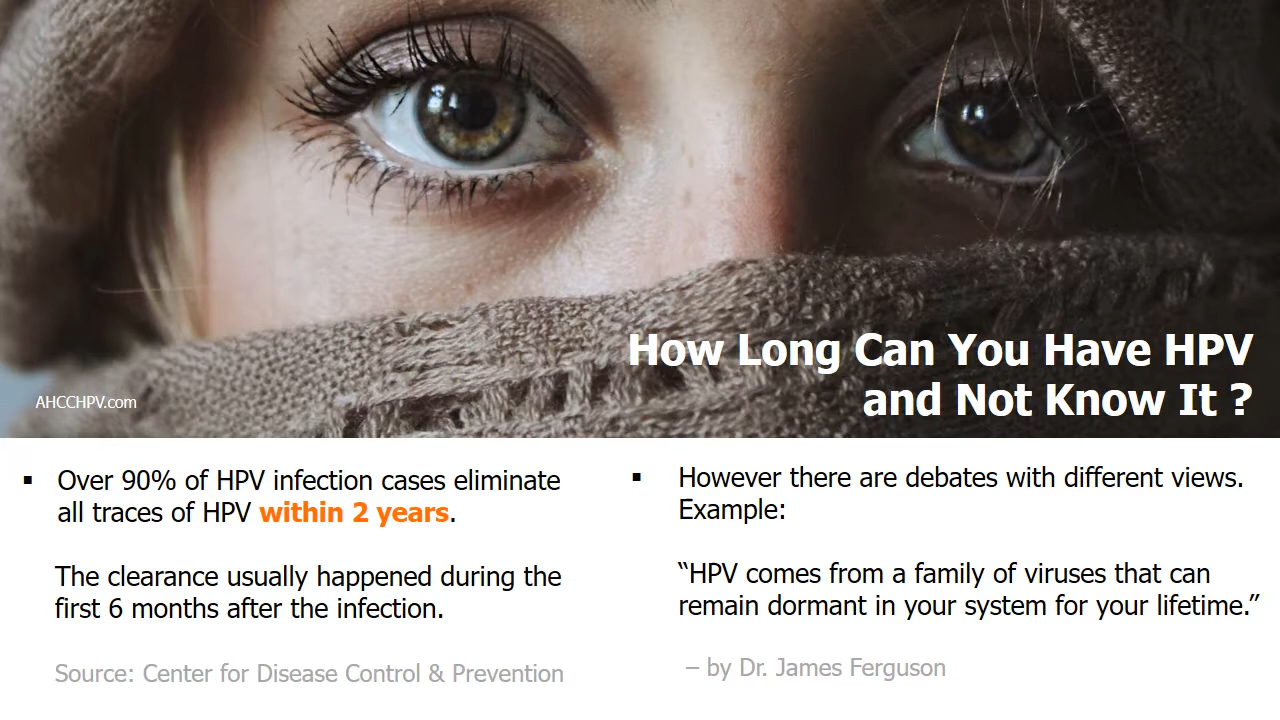 How Long Can You Have HPV
and Not Know It ?
AHCCHPV.com
▪ Over 90% of HPV infection cases eliminate
all traces of HPV within 2 years.
The clearance usually happened during the
first 6 months after the infection.
Source: Center for Disease Control & Prevention
▪ However there are debates with different views.
Example:
“HPV comes from a family of viruses that can
remain dormant in your system for your lifetime.”
– by Dr. James Ferguson